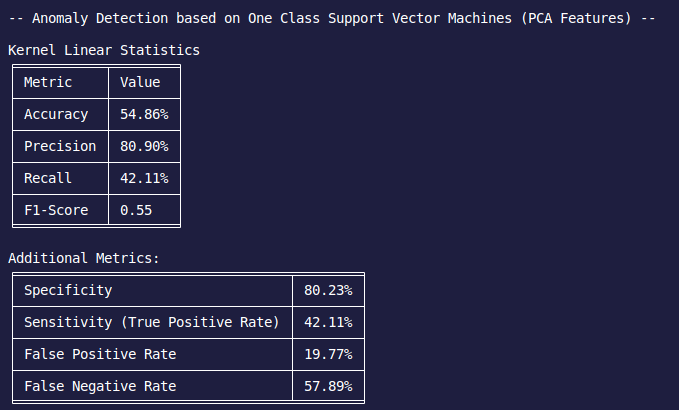 -- Anomaly Detection based on One Class Support Vector Machines (PCA Features) --
Kernel Linear Statistics
Metric Value
Accuracy 54.86%
Precision 80.90%
Recall 42.11%
F1-Score 0.55
Additional Metrics:
Specificity 80.23%
Sensitivity (True Positive Rate) 42.11%
False Positive Rate 19.77%
False Negative Rate 57.89%